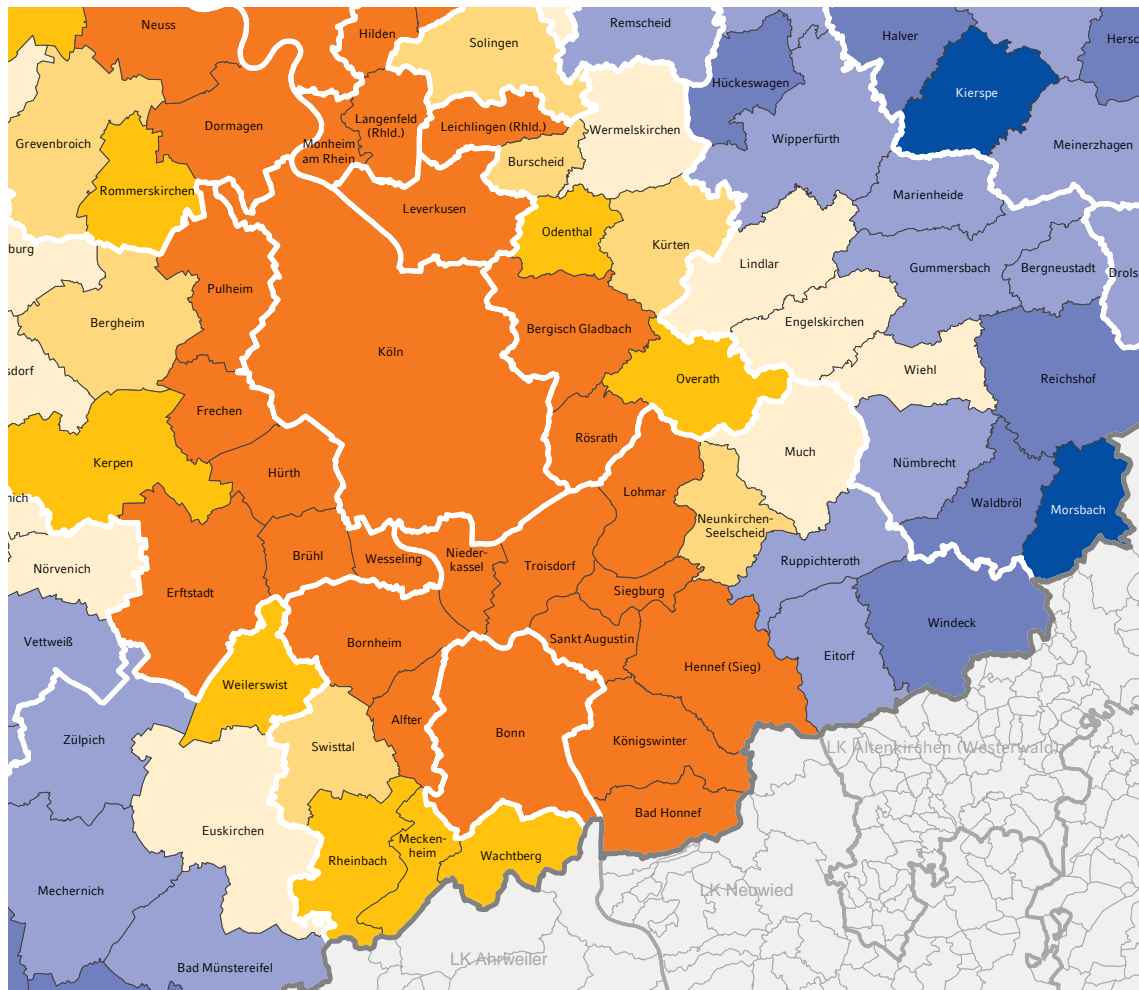 Neuss
Hilden
Solingen
Remscheid
Halver
Hersc
Hückeswagen
Kierspe
Dormagen
Langenfeld
(Rhld.)
Leichlingen (Rhld.)
Wermelskirchen
Wipperfürth
Meinerzhagen
Grevenbroich
Monheim
am Rhein
Burscheid
Rommerskirchen
Marienheide
Leverkusen
Odenthal
Kürten
burg
Lindlar
Gummersbach
Bergneustadt
Drols
Pulheim
Bergheim
Bergisch Gladbach
Engelskirchen
Köln
sdorf
Wiehl
Overath
Reichshof
Frechen
Rösrath
Much
Kerpen
Hürth
Nümbrecht
Lohmar
nich
Waldbröl
Morsbach
Neunkirchen-
Seelscheid
Nörvenich
Brühl
Wesseling
Nieder-
kassel
Troisdorf
Ruppichteroth
Erftstadt
Siegburg
Windeck
Vettweiß
Bornheim
Sankt Augustin
Eitorf
Hennef (Sieg)
Weilerswist
Alfter
Zülpich
Swisttal
Bonn
Königswinter
LK Altenkirchen (Westerwald)
Bad Honnef
Euskirchen
Mecken-
heim
Rheinbach
Wachtberg
Mechernich
LK Neuwied
LK Ahrweiler
Bad Münstereifel